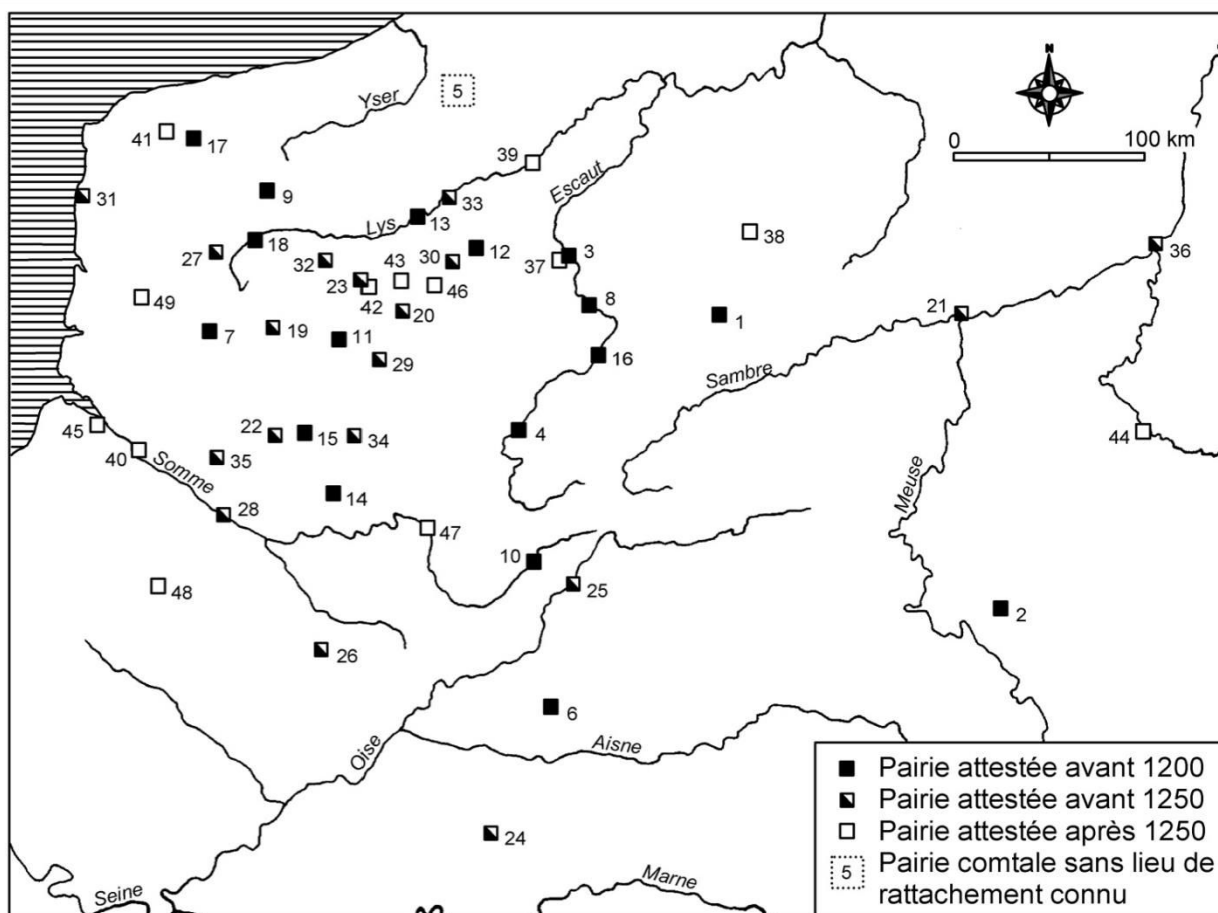 N
0
100 km
Yser
5
41
17
39
Escaut
31
9
33
Lys
13
18
38
12
3
27
32
30
37
36
43
23
46
42
49
8
20
21
7
19
11
1
29
16
Sambre
45
22
15
34
4
44
40
35
Somme
Meuse
14
28
47
10
48
25
2
26
6
Oise
Aisne
24
Seine
Marne
Pairie attestée avant 1200
Pairie attestée avant 1250
Pairie attestée après 1250
5 Pairie comtale sans lieu de
rattachement connu